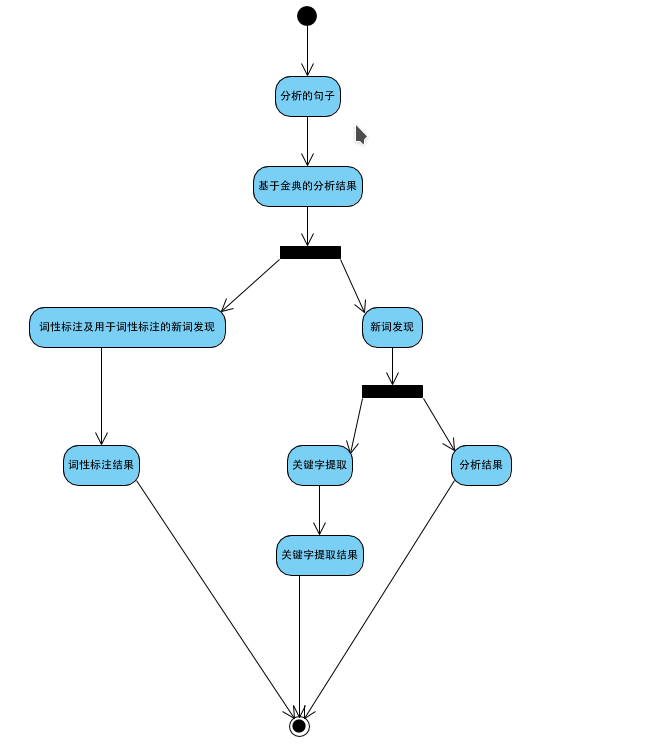 分析的句子
基于金典的分析结果
词性标注及用于词性标注的新词发现
新词发现
词性标注结果
关键字提取
分析结果
关键字提取结果